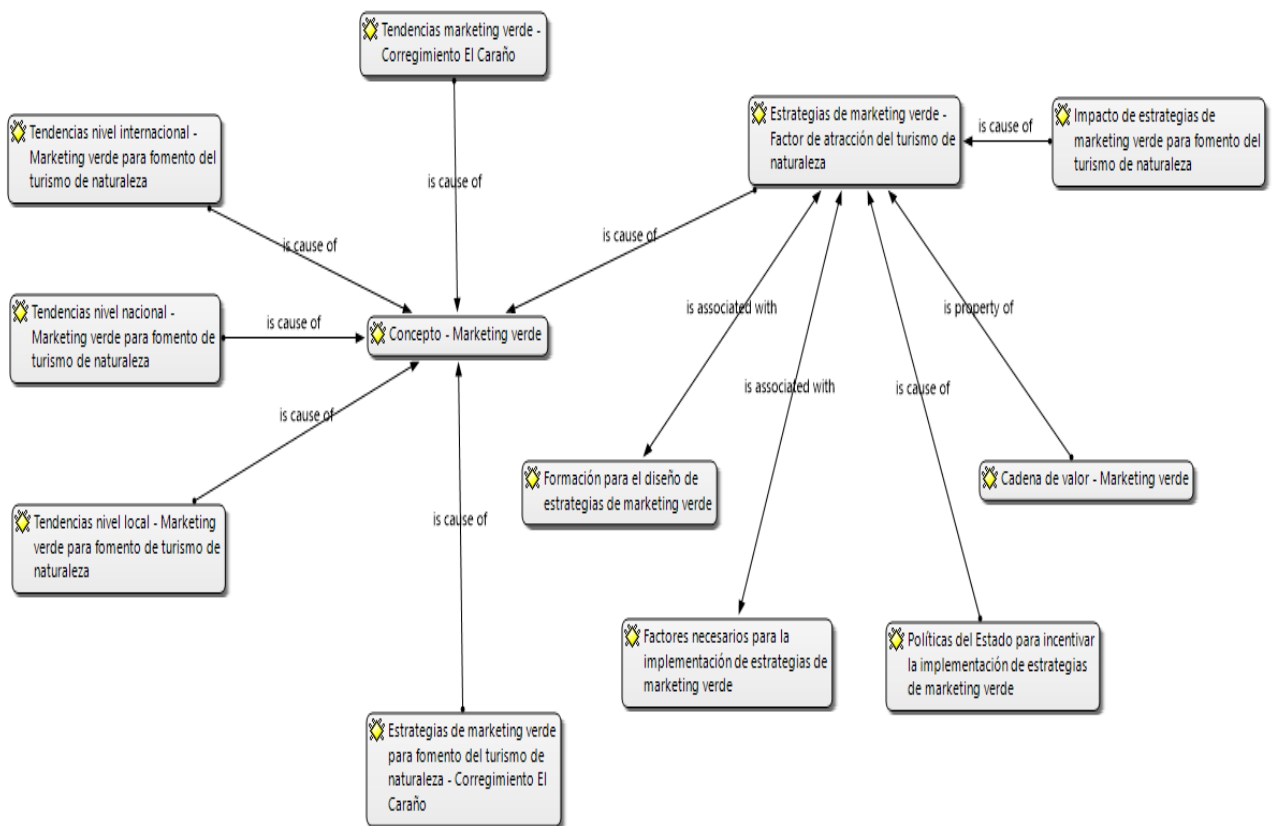 Tendencias marketing verde -
Corregimiento El Caraño
Tendencias nivel internacional -
Marketing verde para fomento del
turismo de naturaleza
Estrategias de marketing verde -
Factor de atracción del turismo de
naturaleza
is cause of
Impacto de estrategias de
marketing verde para fomento del
turismo de naturaleza
is cause of
is cause of
is cause of
Tendencias nivel nacional -
Marketing verde para fomento de
turismo de naturaleza
is cause of
Concepto - Marketing verde
is associated with
is property of
is associated with
is cause of
is cause of
Tendencias nivel local - Marketing
verde para fomento de turismo de
naturaleza
is cause of
Formación para el diseño de
estrategias de marketing verde
Cadena de valor - Marketing verde
Factores necesarios para la
implementación de estrategias de
marketing verde
Políticas del Estado para incentivar
la implementación de estrategias
de marketing verde
Estrategias de marketing verde
para fomento del turismo de
naturaleza - Corregimiento El
Caraño